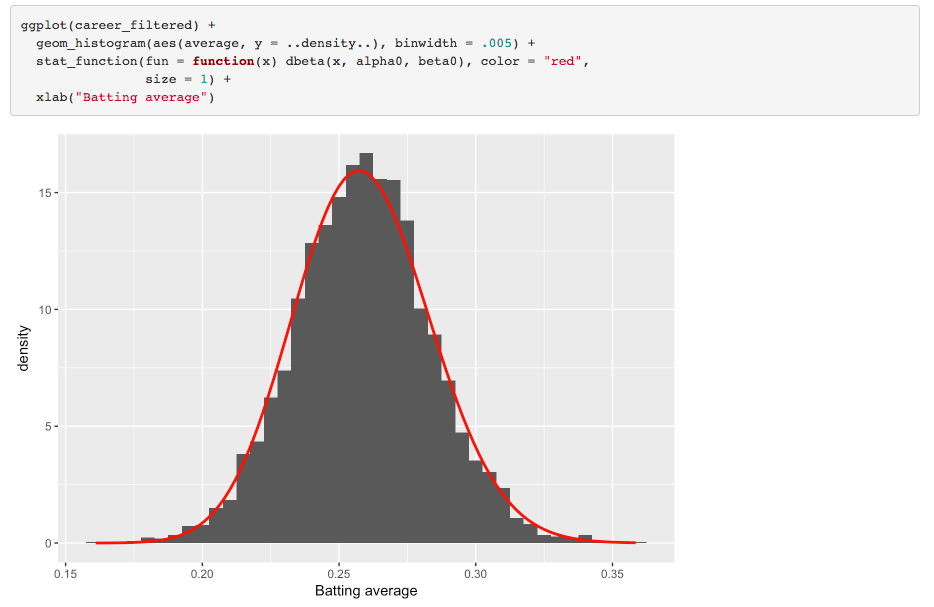 ggplot(career_filtered) +
  geom_histogram(aes(average, y = ..density..), binwidth = .005) +
  stat_function(fun = function(x) dbeta(x, alpha0, beta0), color = "red",
                size = 1) +
  xlab("Batting average")
15
10
density
5
0
0.15 0.20 0.25 0.30 0.35
Batting average